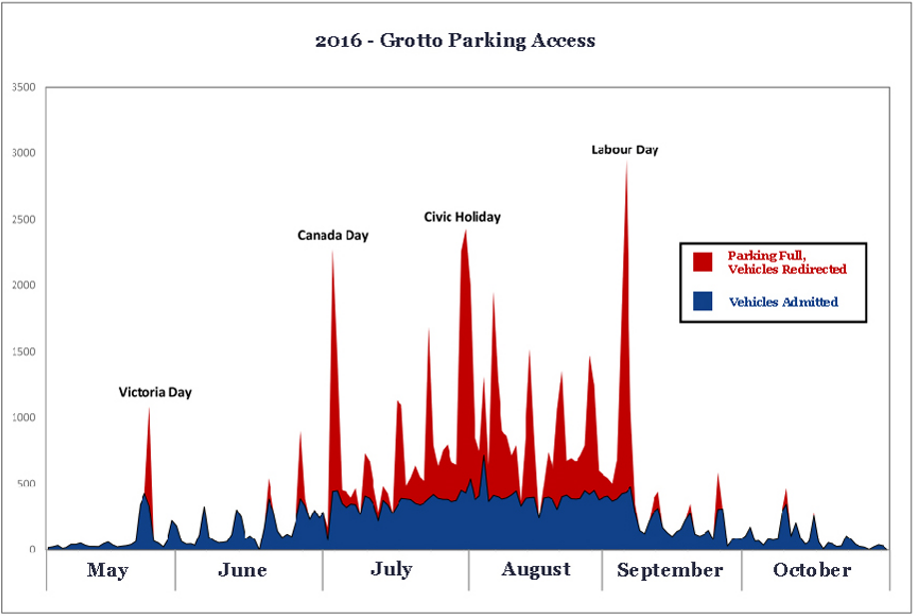 2016 - Grotto Parking Access
3500
3000
2500
2000
1500
1000
500
0
Labour Day
Civic Holiday
Canada Day
Victoria Day
Parking Full,
Vehicles Redirected
Vehicles Admitted
May June July August September October